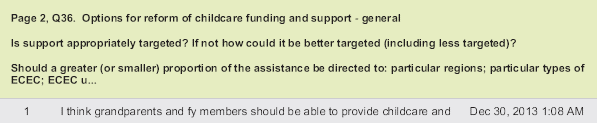 Page 2, Q36. Options for reform of childcare funding and support - general
Is support appropriately targeted? If not how could it be better targeted (including less targeted)?
Should a greater (or smaller) proportion of the assistance be directed to: particular regions; particular types of
ECEC; ECEC u...
1 I think grandparents and fy members should be able to provide childcare and Dec 30, 2013 1:08 AM